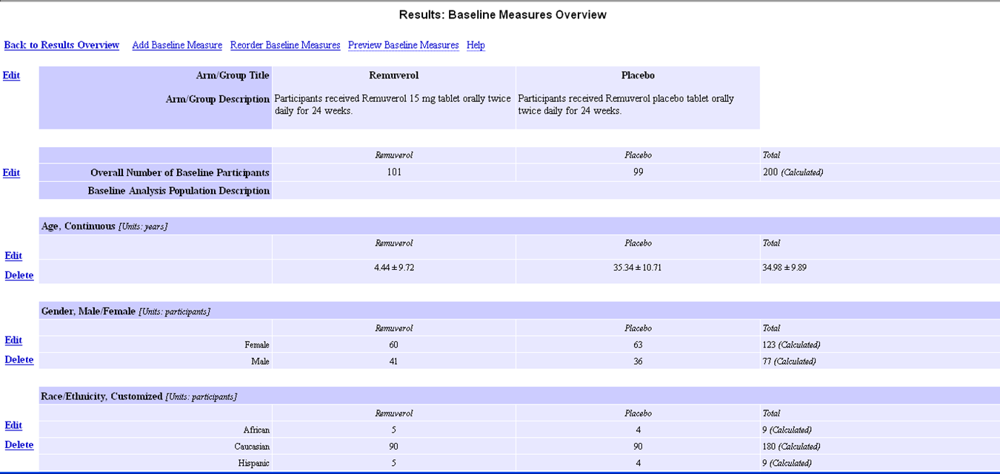 Results: Baseline Measures Overview
Back to Results Overview Add Baseline Measure Reorder Baseline Measures Preview Baseline Measures Help
Edit Arm/Group Title Remuverol Placebo
Arm/Group Description Participants received Remuverol 15 mg tablet orally twice daily for 24 weeks. Participants received Remuverol placebo tablet orally twice daily for 24 weeks.
Remuverol Placebo Total
Edit Overall Number of Baseline Participants 101 99 200 (Calculated)
Baseline Analysis Population Description
Age, Continuous [Units: years]
Remuverol Placebo Total
Edit
Delete 4.44 ± 9.72 35.34 ± 10.71 34.98 ± 9.89
Gender, Male/Female [Units: participants]
Remuverol Placebo Total
Edit Female 60 63 123 (Calculated)
Delete Male 41 36 77 (Calculated)
Race/Ethnicity, Customized [Units: participants]
Remuverol Placebo Total
Edit African 5 4 9 (Calculated)
Delete Caucasian 90 90 180 (Calculated)
Hispanic 5 4 9 (Calculated)